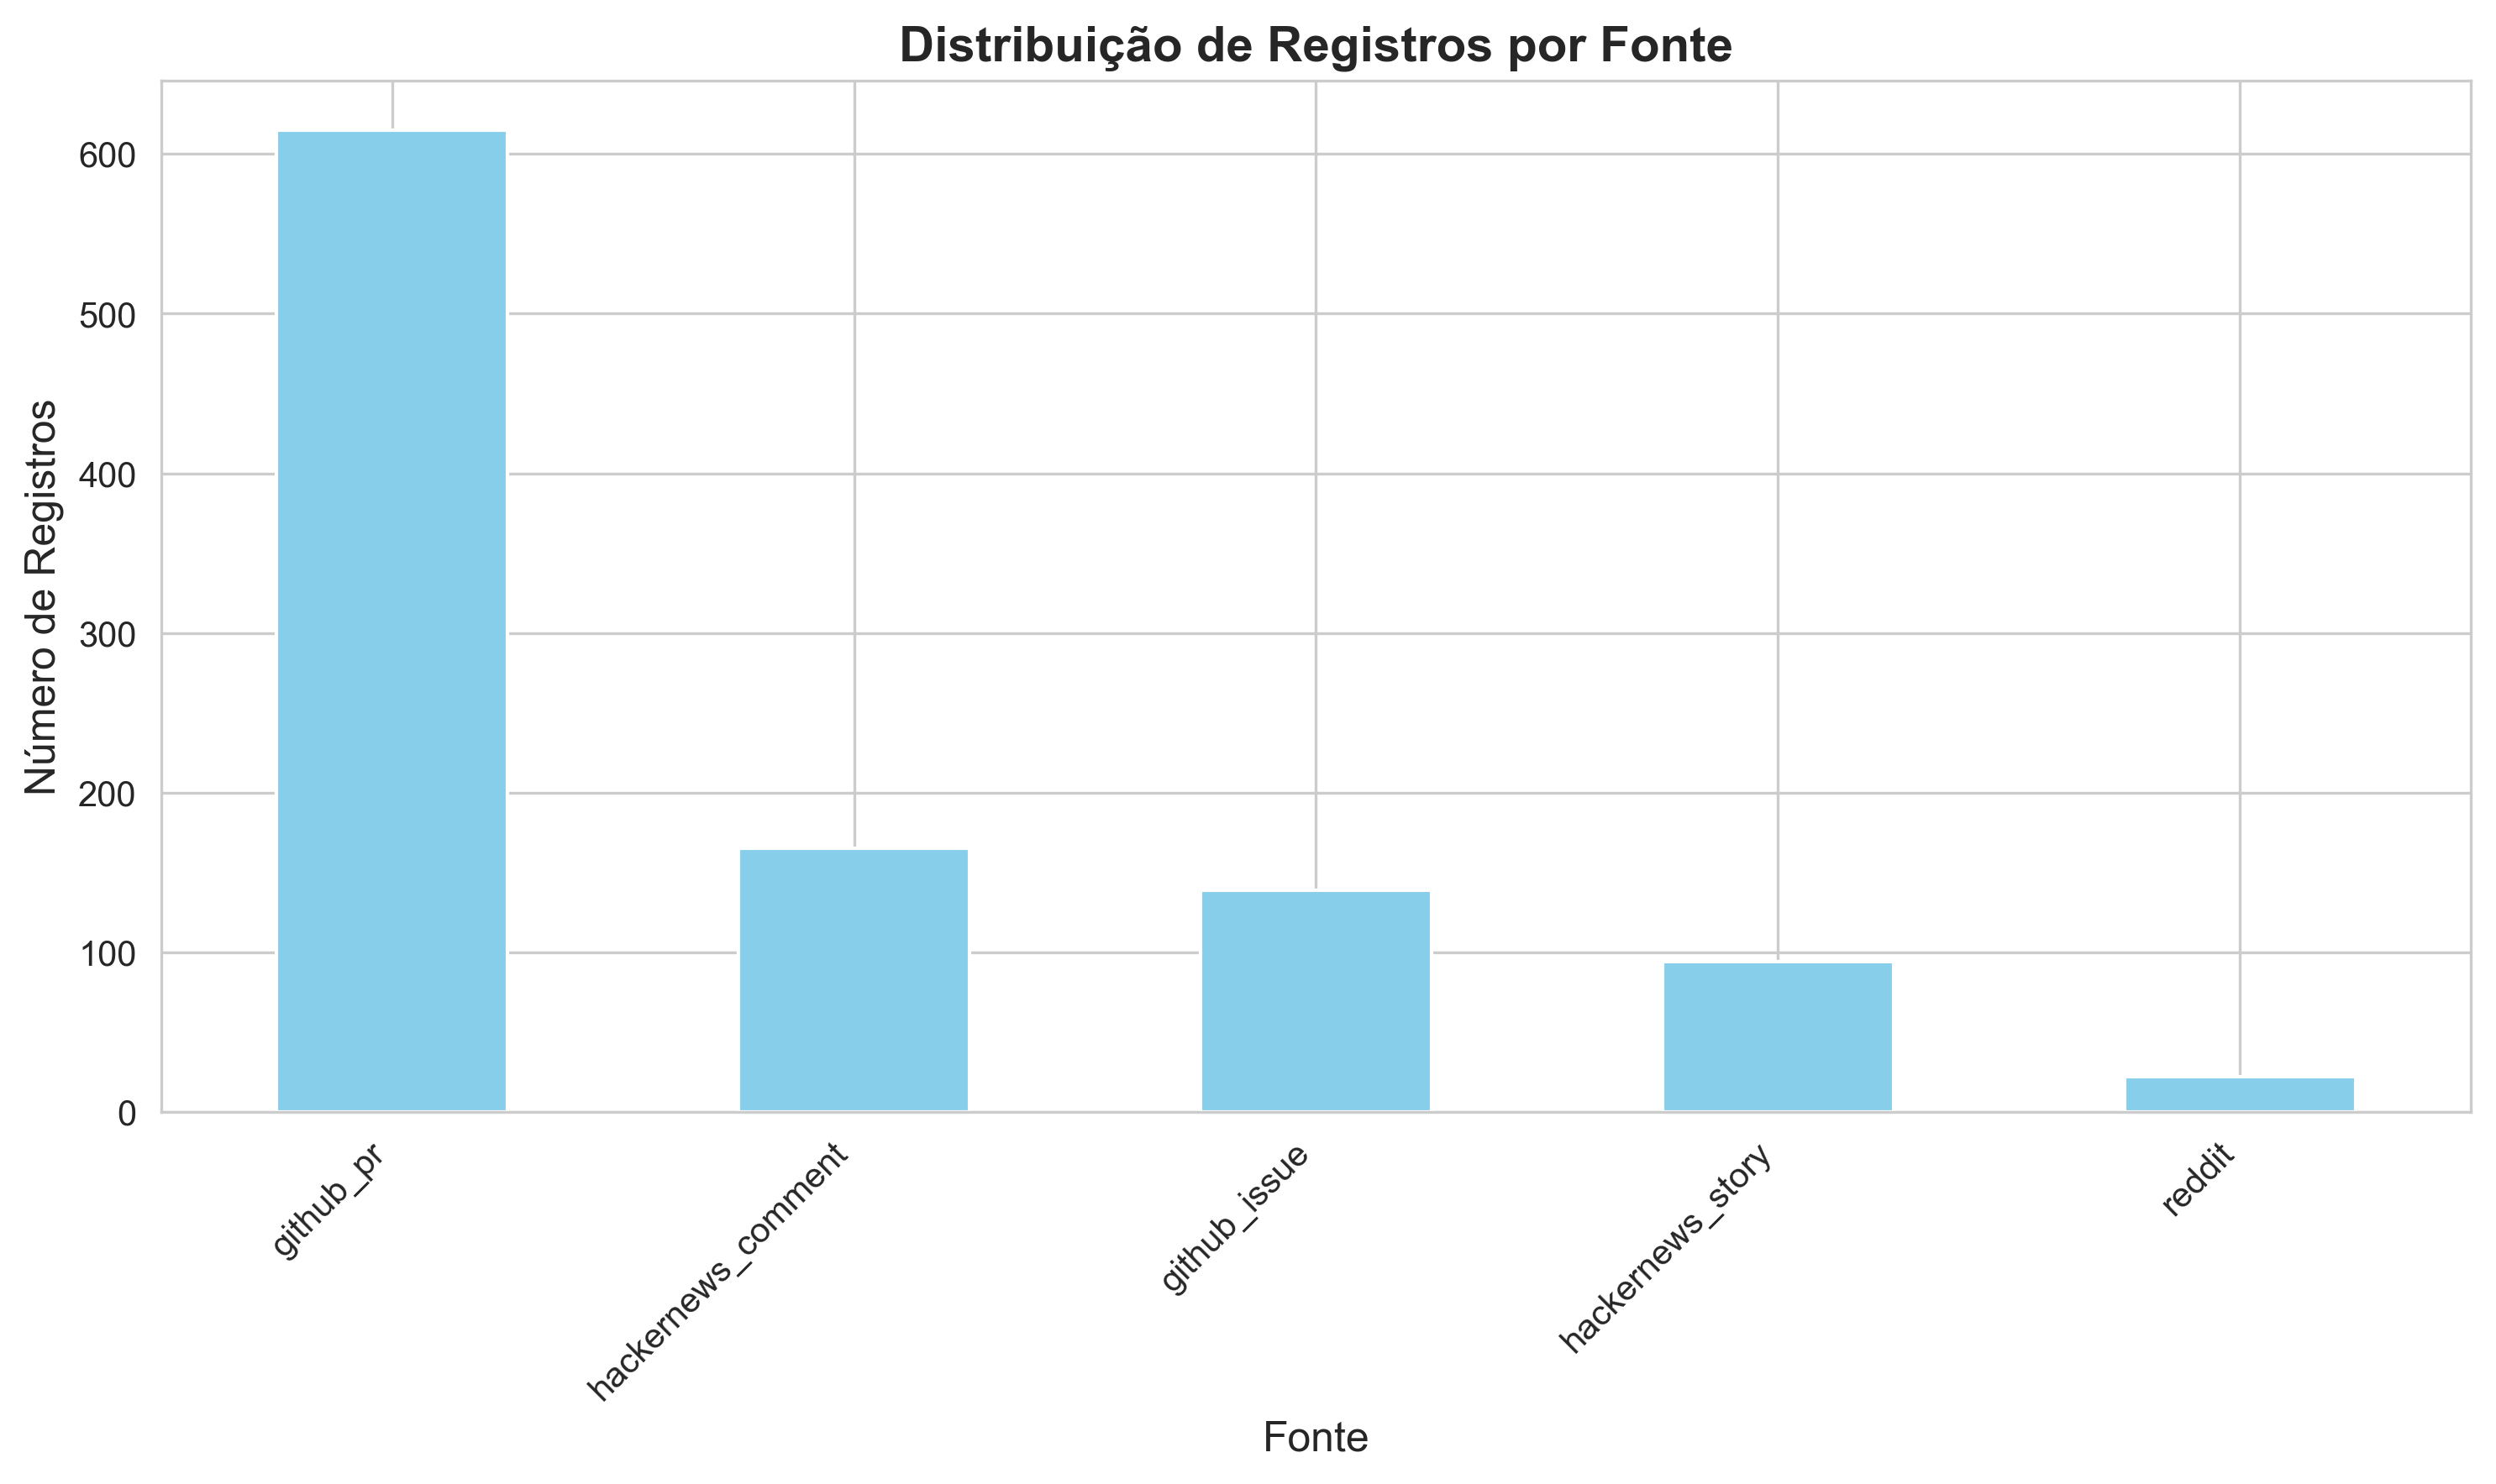 Distribuição de Registros por Fonte
Número de Registros
600
500
400
300
200
100
0
github_pr
hackernews_comment
github_issue
hackernews_story
reddit
Fonte